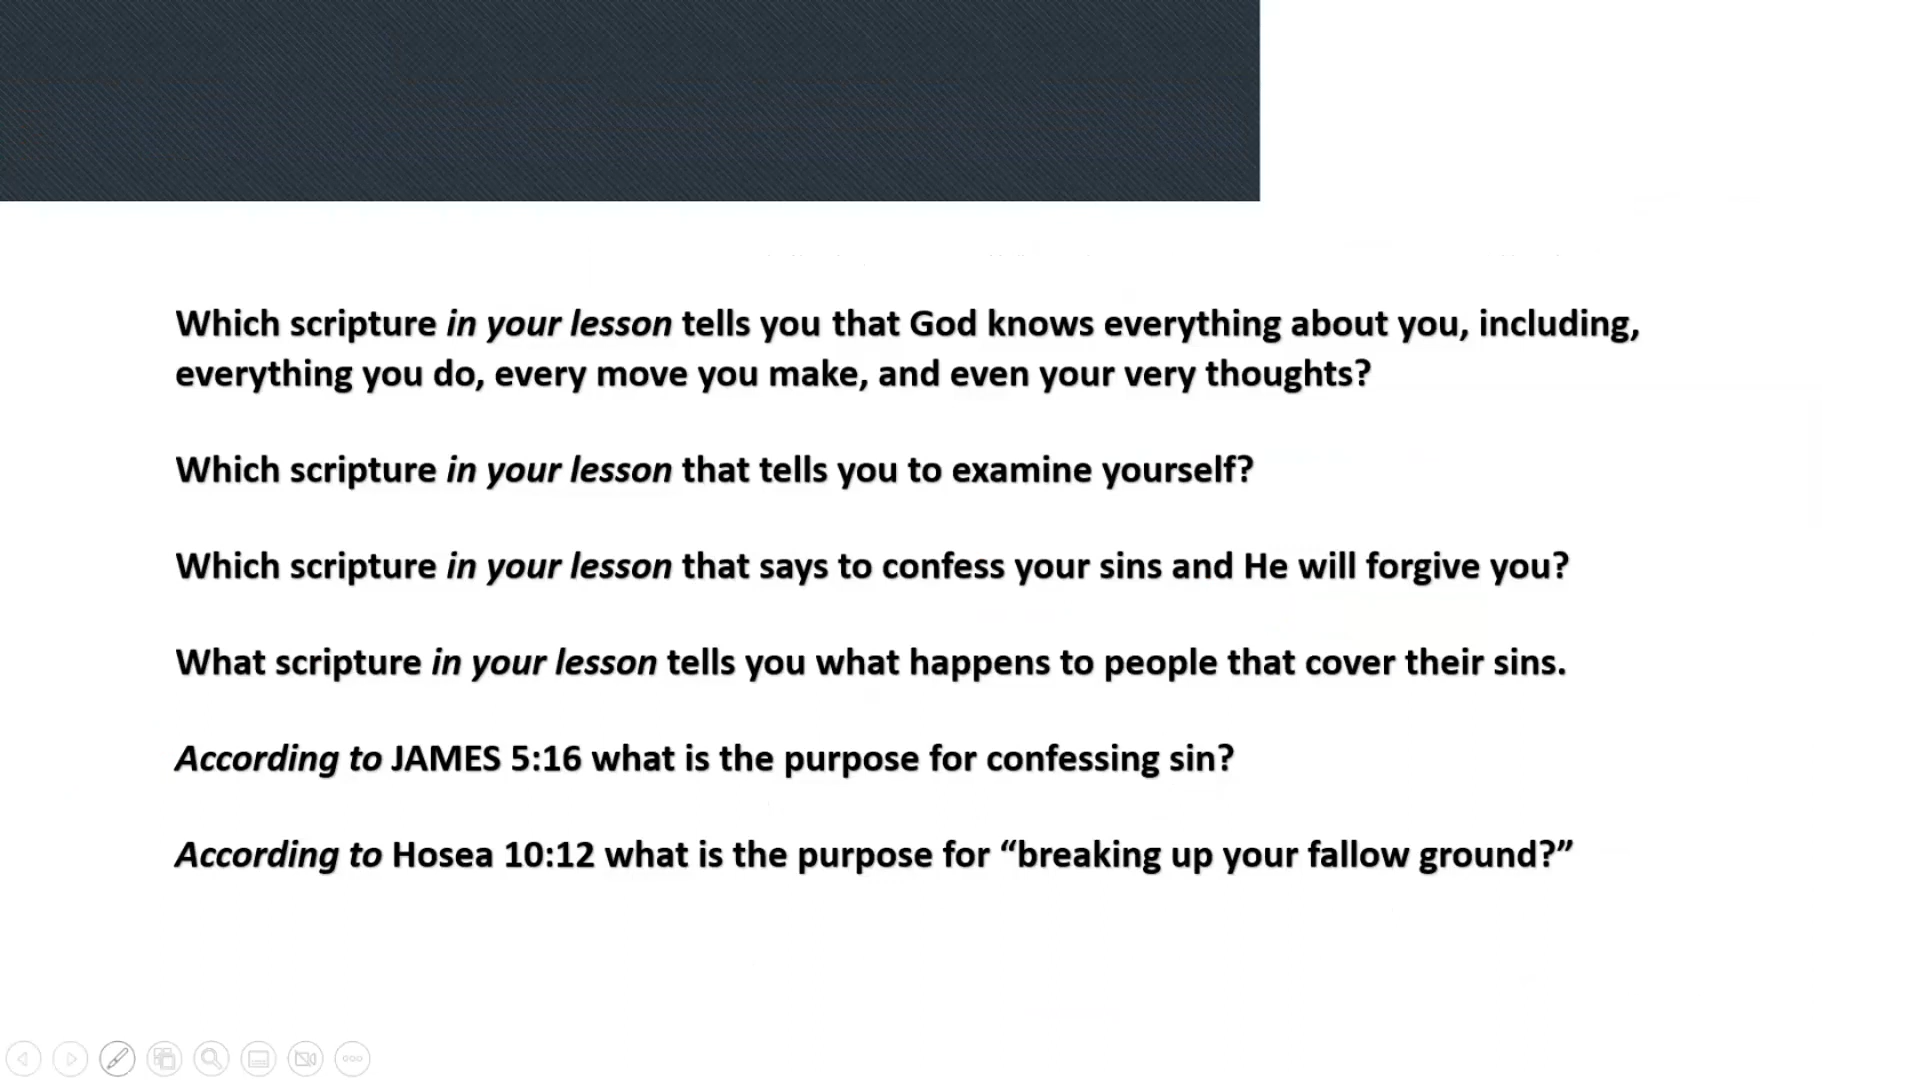 Which scripture in your lesson tells you that God knows everything about you, including,
everything you do, every move you make, and even your very thoughts?
Which scripture in your lesson that tells you to examine yourself?
Which scripture in your lesson that says to confess your sins and He will forgive you?
What scripture in your lesson tells you what happens to people that cover their sins.
According to JAMES 5:16 what is the purpose for confessing sin?
According to Hosea 10:12 what is the purpose for “breaking up your fallow ground?”